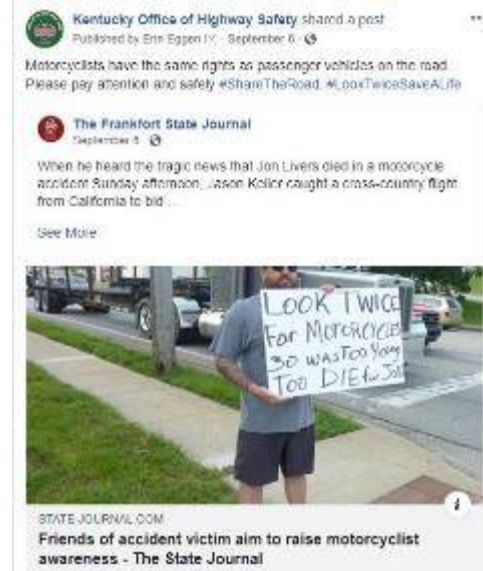 Kentucky Office of Highway Safety shared a post
Published by Erin Eggen · September 6 ·
Motorcyclists have the same rights as passenger vehicles on the road.
Please pay attention and safely #ShareTheRoad. #LookTwiceSaveALife
The Frankfort State Journal
September 5 ·
When he heard the tragic news that Jon Livers died in a motorcycle
accident Sunday afternoon, Jason Keller caught a cross-country flight
from California to bid ...
See More
LOOK TWICE
For MOTORCYCLES
30 WAS TOO YOUNG
TOO DIE for
i
STATE-JOURNAL.COM
Friends of accident victim aim to raise motorcyclist
awareness - The State Journal